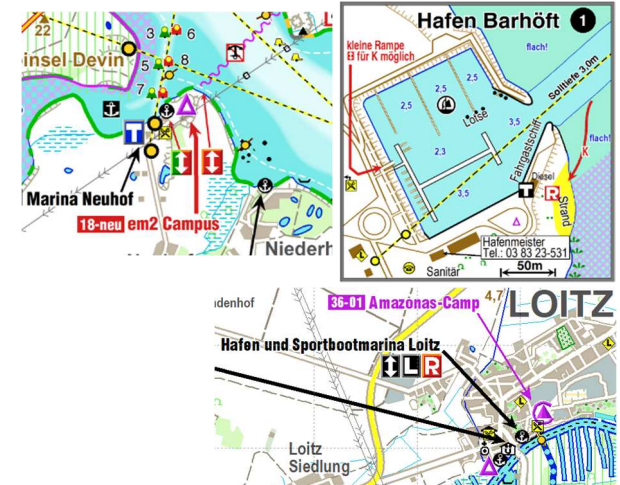 22
3
6
insel Devin
5
8
7
T
Marina Neuhof
18-neu em2 Campus
Niederh
Hafen Barhöft 1
kleine Rampe
für K möglich
flach!
Solltiefe 3,0m
2,5
2,5
2,5
2,5
Lotse
3,5
flach!
2,3
K
Fahrgastschiff
3,5
Diesel
T
R
Strand
L
Hafenmeister
Tel.: 03 83 23-531
Sanitär
50m
ndenhof
36-01 Amazonas-Camp
4,7
LOITZ
Hafen und Sportbootmarina Loitz
L R
L
L
Loitz
Siedlung